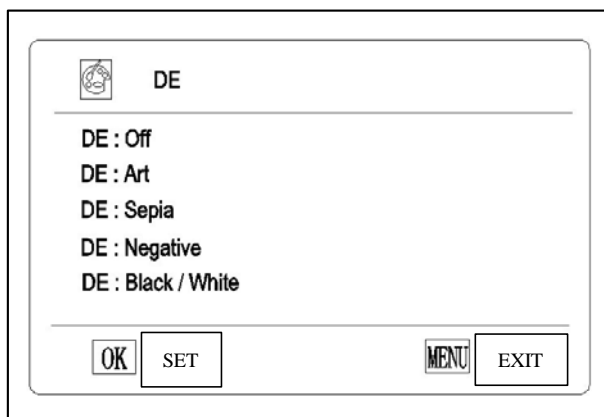 DE
DE : Off
DE : Art
DE : Sepia
DE : Negative
DE : Black / White
OK SET MENU EXIT